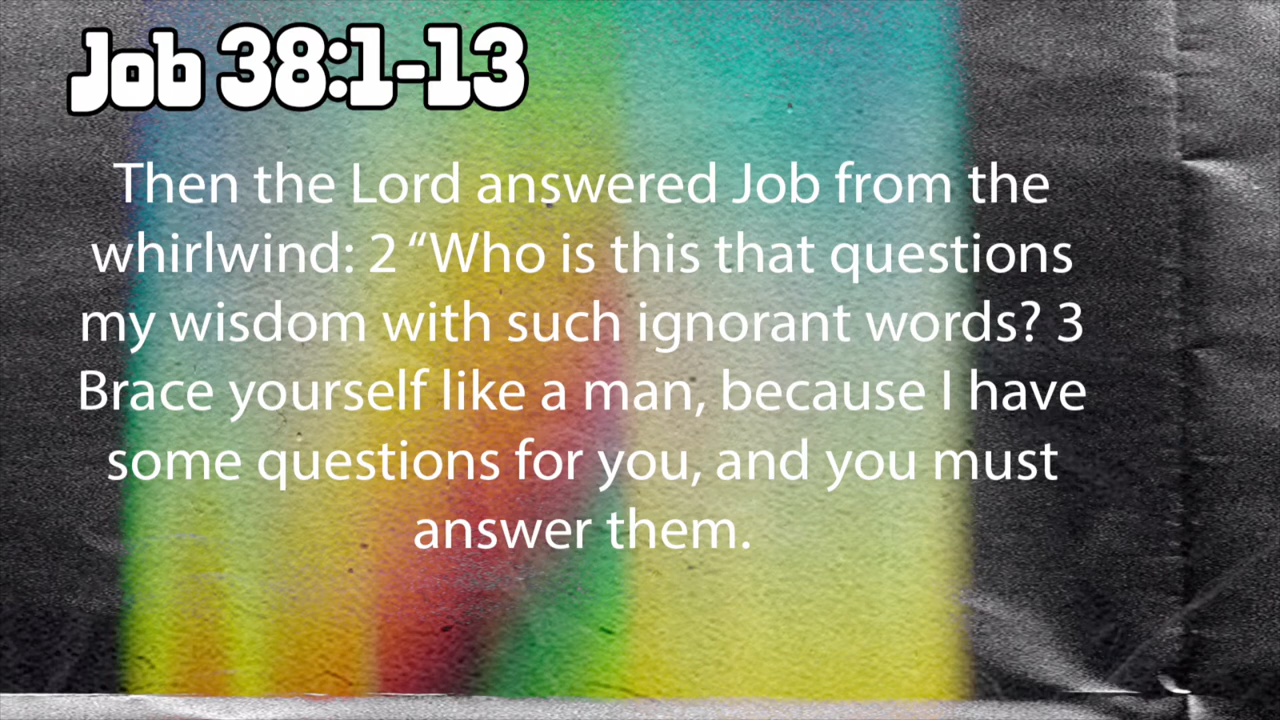 Job 38:1-13
Then the Lord answered Job from the
whirlwind: 2 “Who is this that questions
my wisdom with such ignorant words? 3
Brace yourself like a man, because I have
some questions for you, and you must
answer them.